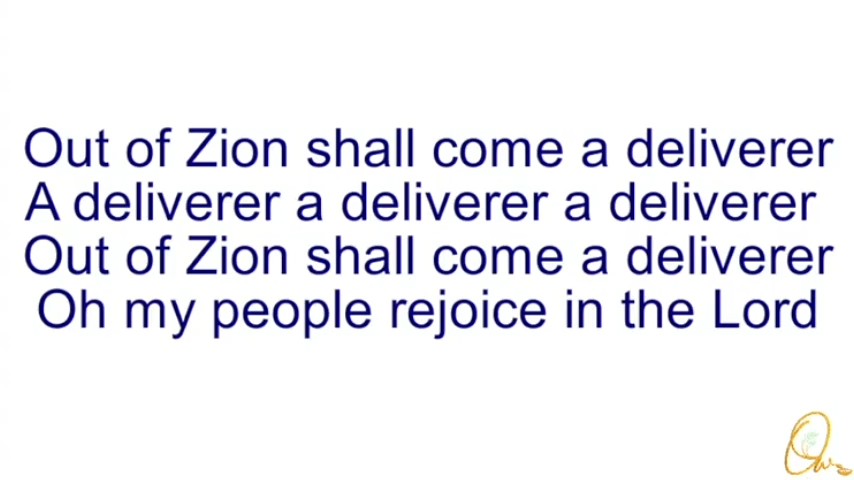 Out of Zion shall come a deliverer
A deliverer a deliverer a deliverer
Out of Zion shall come a deliverer
Oh my people rejoice in the Lord